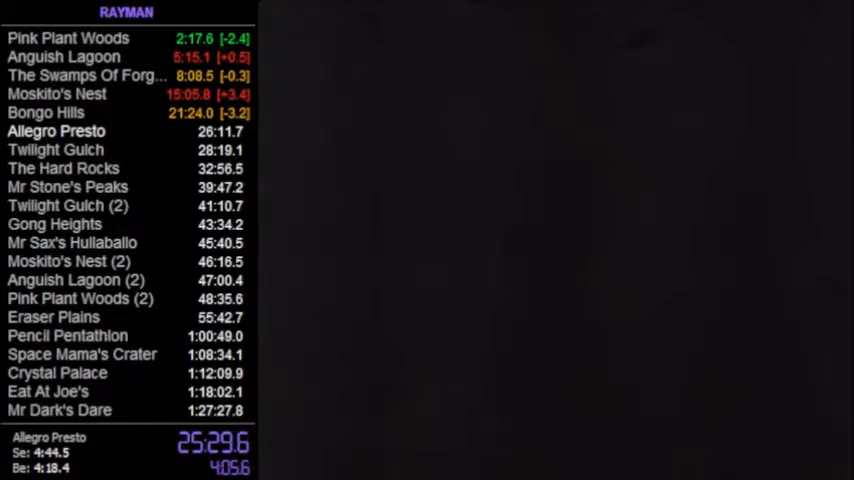 RAYMAN
Pink Plant Woods 2:17.6 [-2.4]
Anguish Lagoon 5:15.1 [+0.5]
The Swamps Of Forg... 8:08.5 [-0.3]
Moskito's Nest 15:05.8 [+3.4]
Bongo Hills 21:24.0 [-3.2]
Allegro Presto 26:11.7
Twilight Gulch 28:19.1
The Hard Rocks 32:56.5
Mr Stone's Peaks 39:47.2
Twilight Gulch (2) 41:10.7
Gong Heights 43:34.2
Mr Sax's Hullaballo 45:40.5
Moskito's Nest (2) 46:16.5
Anguish Lagoon (2) 47:00.4
Pink Plant Woods (2) 48:35.6
Eraser Plains 55:42.7
Pencil Pentathlon 1:00:49.0
Space Mama's Crater 1:08:34.1
Crystal Palace 1:12:09.9
Eat At Joe's 1:18:02.1
Mr Dark's Dare 1:27:27.8
Allegro Presto 25:29.6
Se: 4:44.5
Be: 4:18.4 4:05.6